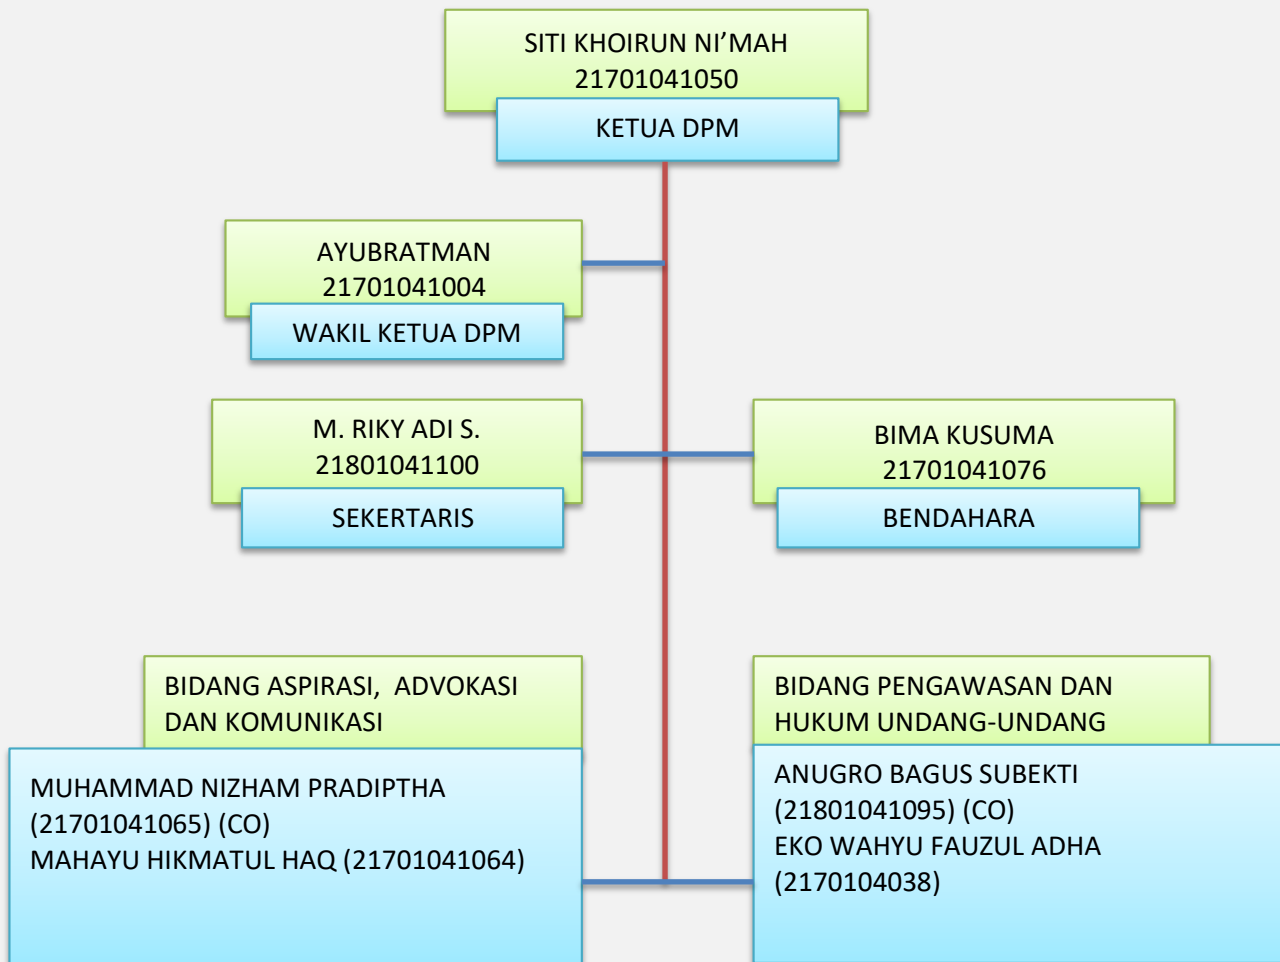 SITI KHOIRUN NI’MAH
21701041050
KETUA DPM
AYUBRATMAN
21701041004
WAKIL KETUA DPM
M. RIKY ADI S.
21801041100
SEKERTARIS
BIMA KUSUMA
21701041076
BENDAHARA
BIDANG ASPIRASI, ADVOKASI
DAN KOMUNIKASI
MUHAMMAD NIZHAM PRADIPTHA
(21701041065) (CO)
MAHAYU HIKMATUL HAQ (21701041064)
BIDANG PENGAWASAN DAN
HUKUM UNDANG-UNDANG
ANUGRO BAGUS SUBEKTI
(21801041095) (CO)
EKO WAHYU FAUZUL ADHA
(2170104038)